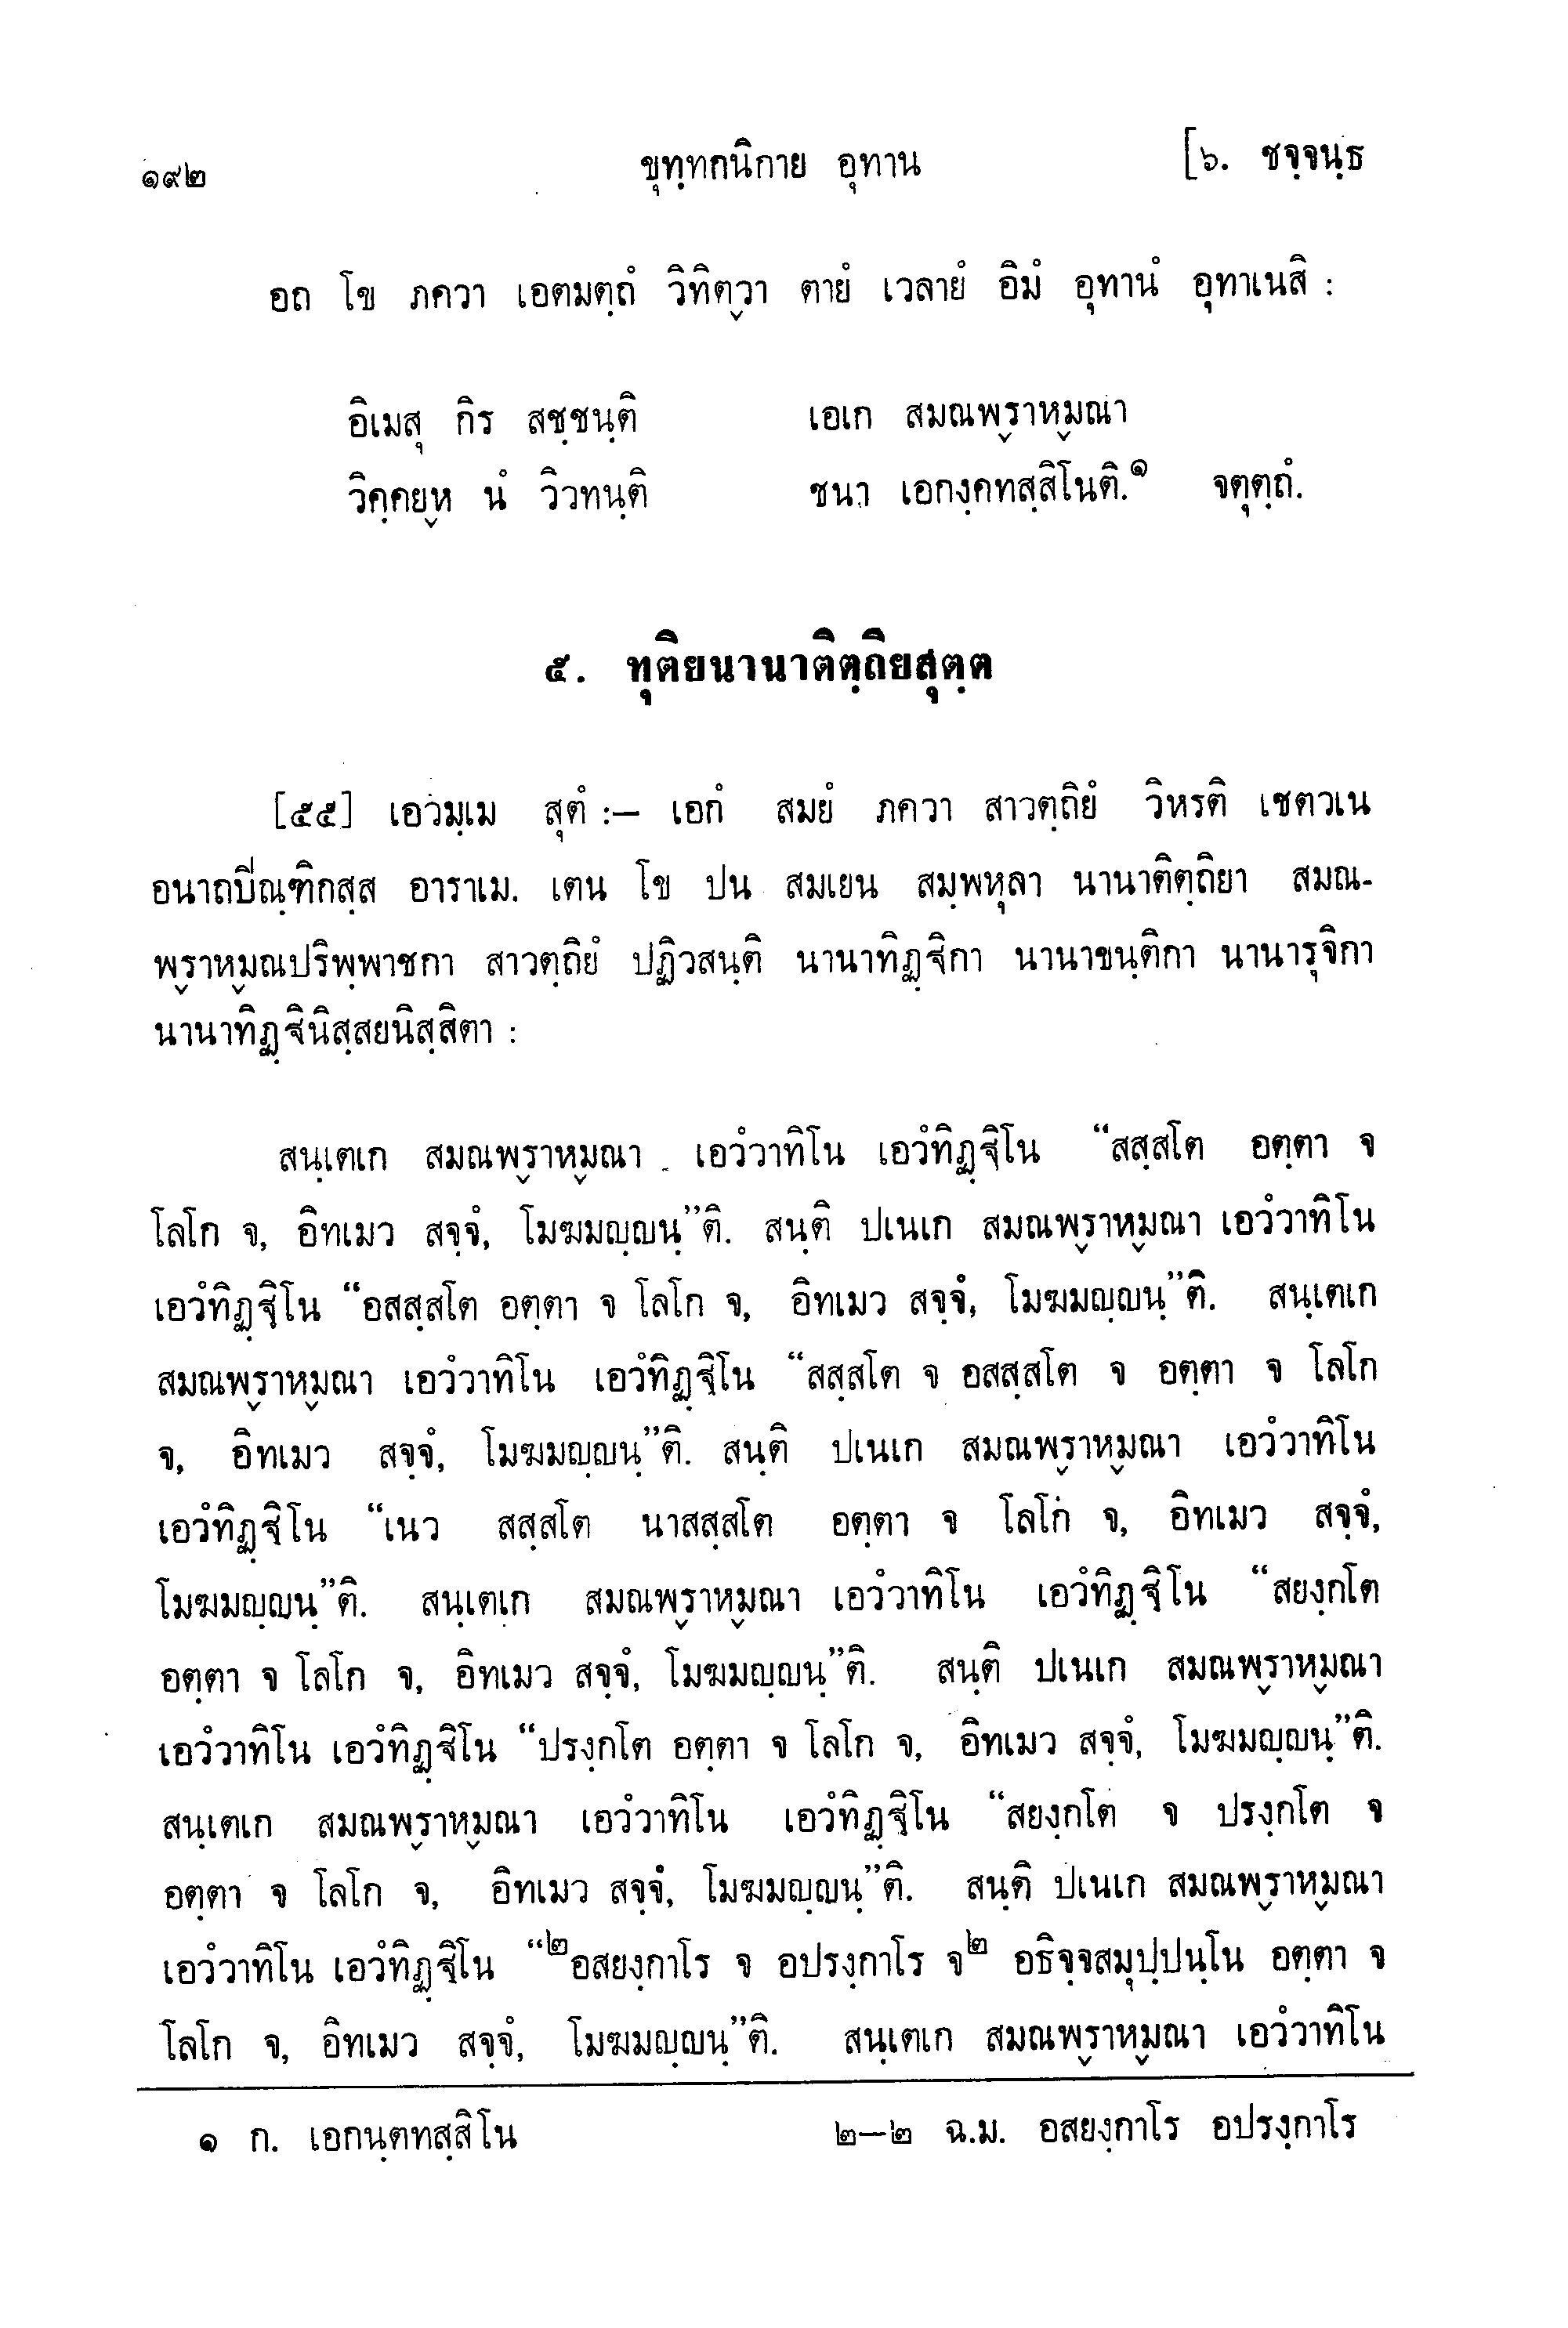 ๑๙๒ ขุทฺทกนิกาย อุทาน [๖. ชจฺจนฺธ
อถ โข ภควา เอตมตฺถํ วิทิตฺวา ตายํ เวลายํ อิมํ อุทานํ อุทาเนสิ :
อิเมสุ กิร สชฺชนฺติ เอเก สมณพฺราหฺมณา
วิคฺคยฺห นํ วิวทนฺติ ชนา เอกงฺคทสฺสิโนติ.๑ จตุตฺถํ.
๕. ทุติยนานาติตฺถิยสุตฺต
[๕๕] เอวมฺเม สุตํ :— เอกํ สมยํ ภควา สาวตฺถิยํ วิหรติ เชตวเน
อนาถบิณฺฑิกสฺส อาราเม. เตน โข ปน สมเยน สมฺพหุลา นานาติตฺถิยา สมณ-
พฺราหฺมณปริพฺพาชกา สาวตฺถิยํ ปฏิวสนฺติ นานาทิฏฺฐิกา นานาขนฺติกา นานารุจิกา
นานาทิฏฺฐินิสฺสยนิสฺสิตา :
สนฺเตเก สมณพฺราหฺมณา เอวํวาทิโน เอวํทิฏฺฐิโน “สสฺสโต อตฺตา จ
โลโก จ, อิทเมว สจฺจํ, โมฆมญฺญนฺ”ติ. สนฺติ ปเนเก สมณพฺราหฺมณา เอวํวาทิโน
เอวํทิฏฺฐิโน “อสสฺสโต อตฺตา จ โลโก จ, อิทเมว สจฺจํ, โมฆมญฺญนฺ”ติ. สนฺเตเก
สมณพฺราหฺมณา เอวํวาทิโน เอวํทิฏฺฐิโน “สสฺสโต จ อสสฺสโต จ อตฺตา จ โลโก
จ, อิทเมว สจฺจํ, โมฆมญฺญนฺ”ติ. สนฺติ ปเนเก สมณพฺราหฺมณา เอวํวาทิโน
เอวํทิฏฺฐิโน “เนว สสฺสโต นาสสฺสโต อตฺตา จ โลโก จ, อิทเมว สจฺจํ,
โมฆมญฺญนฺ”ติ. สนฺเตเก สมณพฺราหฺมณา เอวํวาทิโน เอวํทิฏฺฐิโน “สยงฺกโต
อตฺตา จ โลโก จ, อิทเมว สจฺจํ, โมฆมญฺญนฺ”ติ. สนฺติ ปเนเก สมณพฺราหฺมณา
เอวํวาทิโน เอวํทิฏฺฐิโน “ปรงฺกโต อตฺตา จ โลโก จ, อิทเมว สจฺจํ, โมฆมญฺญนฺ”ติ.
สนฺเตเก สมณพฺราหฺมณา เอวํวาทิโน เอวํทิฏฺฐิโน “สยงฺกโต จ ปรงฺกโต จ
อตฺตา จ โลโก จ, อิทเมว สจฺจํ, โมฆมญฺญนฺ”ติ. สนฺติ ปเนเก สมณพฺราหฺมณา
เอวํวาทิโน เอวํทิฏฺฐิโน “๒อสยงฺกาโร จ อปรงฺกาโร จ๒ อธิจฺจสมุปฺปนฺโน อตฺตา จ
โลโก จ, อิทเมว สจฺจํ, โมฆมญฺญนฺ”ติ. สนฺเตเก สมณพฺราหฺมณา เอวํวาทิโน
๑ ก. เอกนฺตทสฺสิโน ๒—๒ ฉ.ม. อสยงฺกาโร อปรงฺกาโร